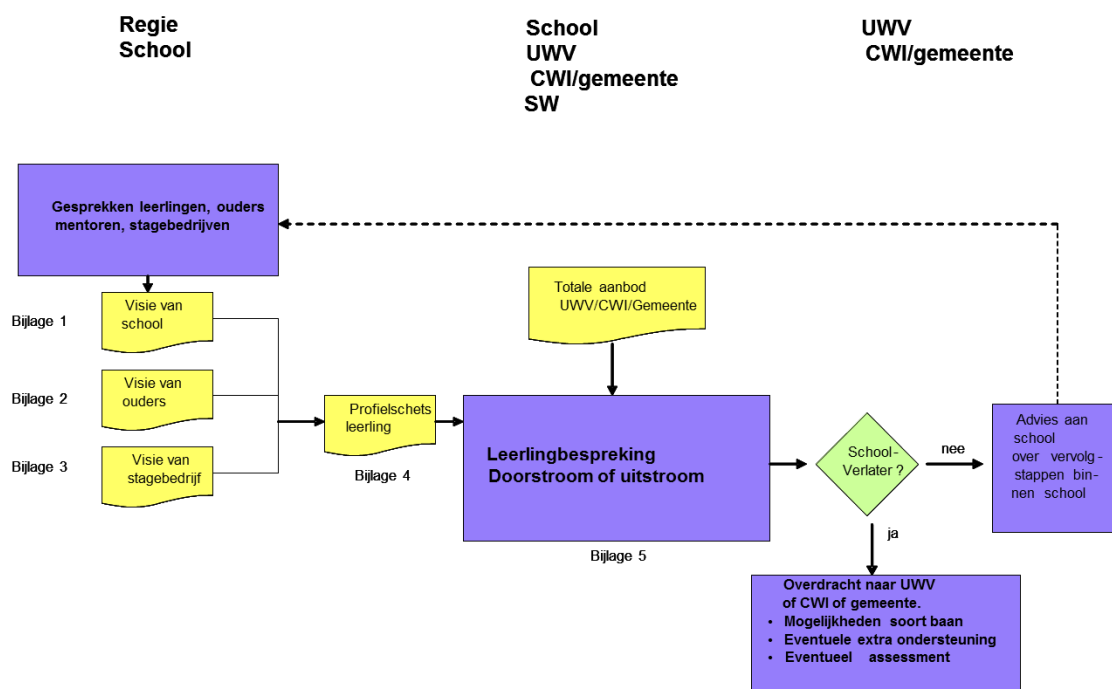 Regie
School
School
UWV
CWI/gemeente
SW
UWV
CWI/gemeente
Gesprekken leerlingen, ouders
mentoren, stagebedrijven
Bijlage 1
Visie van
school
Bijlage 2
Visie van
ouders
Bijlage 3
Visie van
stagebedrijf
Profielschets
leerling
Bijlage 4
Totale aanbod
UWV/CWI/Gemeente
Leerlingbespreking
Doorstroom of uitstroom
Bijlage 5
School-
Verlater ?
nee
Advies aan
school
over vervolg-
stappen bin-
nen school
ja
Overdracht naar UWV
of CWI of gemeente.
• Mogelijkheden soort baan
• Eventuele extra ondersteuning
• Eventueel assessment